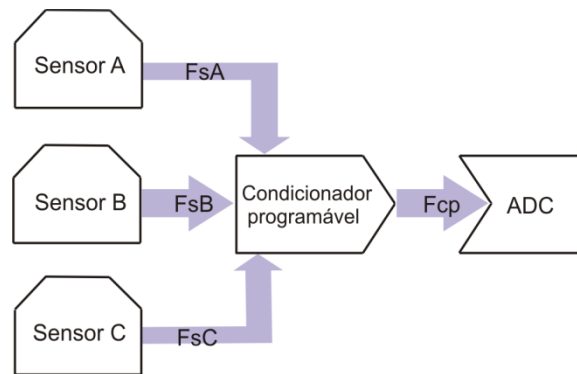 Sensor A
FsA
Sensor B
FsB
Condicionador
programável
Fcp
ADC
Sensor C
FsC